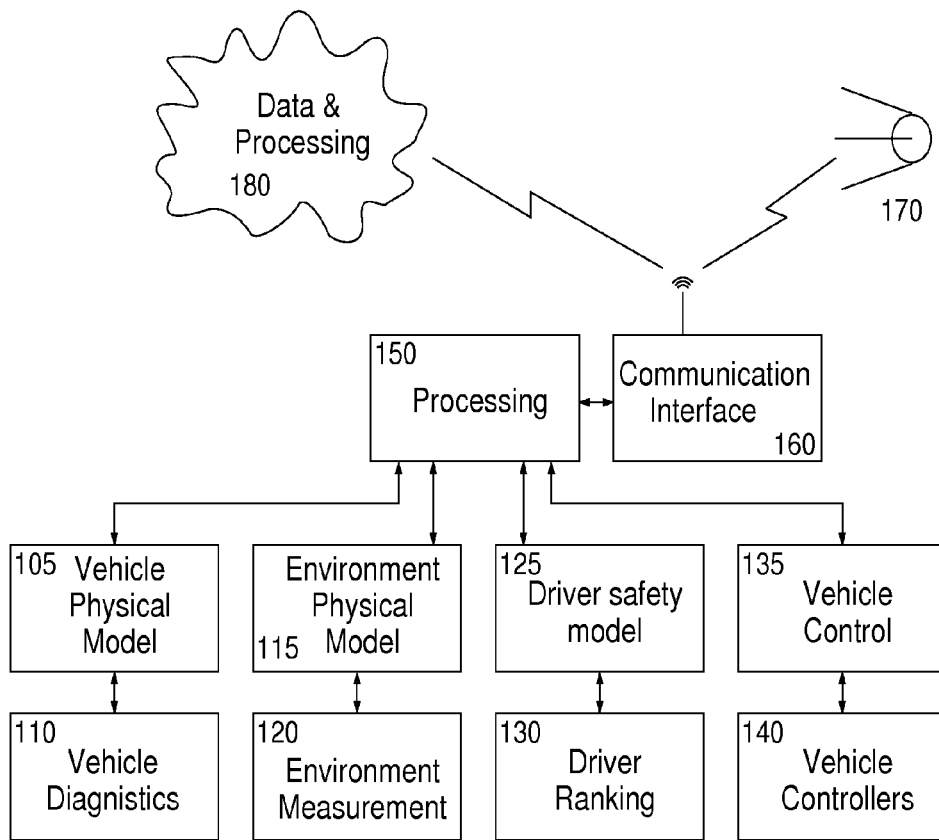 Data &
Processing
180
170
150
Processing
Communication
Interface
160
105
Vehicle
Physical
Model
Environment
Physical
Model
115
125
Driver safety
model
135
Vehicle
Control
110
Vehicle
Diagnistics
120
Environment
Measurement
130
Driver
Ranking
140
Vehicle
Controllers